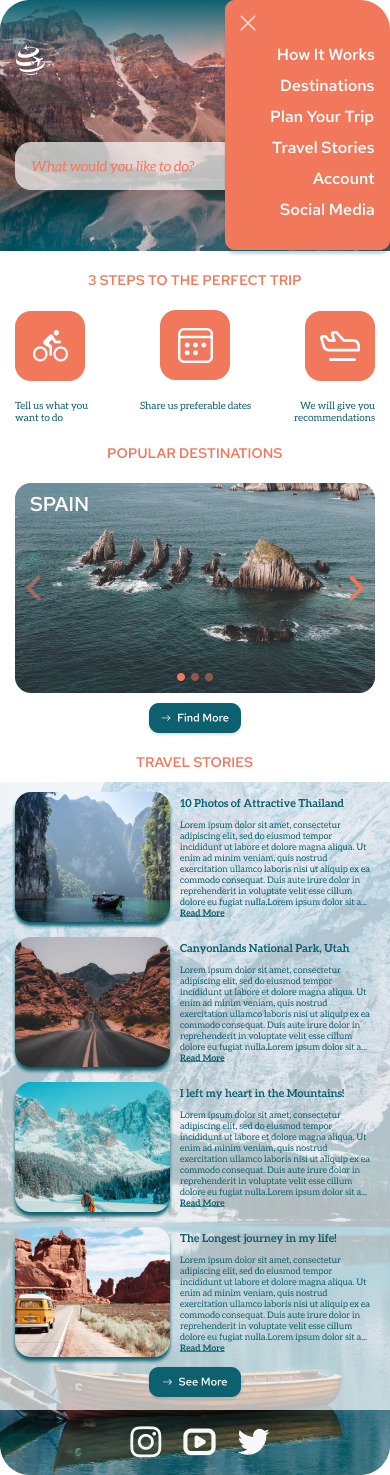 How It Works
Destinations
Plan Your Trip
Travel Stories
Account
Social Media
What would you like to do?
3 STEPS TO THE PERFECT TRIP
Tell us what you
want to do
Share us preferable dates
We will give you
recommendations
POPULAR DESTINATIONS
SPAIN
→ Find More
TRAVEL STORIES
10 Photos of Attractive Thailand
Lorem ipsum dolor sit amet, consectetur
adipiscing elit, sed do eiusmod tempor
incididunt ut labore et dolore magna aliqua. Ut
enim ad minim veniam, quis nostrud
exercitation ullamco laboris nisi ut aliquip ex ea
commodo consequat. Duis aute irure dolor in
reprehenderit in voluptate velit esse cillum
dolore eu fugiat nulla.Lorem ipsum dolor sit a...
Read More
Canyonlands National Park, Utah
Lorem ipsum dolor sit amet, consectetur
adipiscing elit, sed do eiusmod tempor
incididunt ut labore et dolore magna aliqua. Ut
enim ad minim veniam, quis nostrud
exercitation ullamco laboris nisi ut aliquip ex ea
commodo consequat. Duis aute irure dolor in
reprehenderit in voluptate velit esse cillum
dolore eu fugiat nulla.Lorem ipsum dolor sit a...
Read More
I left my heart in the Mountains!
Lorem ipsum dolor sit amet, consectetur
adipiscing elit, sed do eiusmod tempor
incididunt ut labore et dolore magna aliqua. Ut
enim ad minim veniam, quis nostrud
exercitation ullamco laboris nisi ut aliquip ex ea
commodo consequat. Duis aute irure dolor in
reprehenderit in voluptate velit esse cillum
dolore eu fugiat nulla.Lorem ipsum dolor sit a...
Read More
The Longest journey in my life!
Lorem ipsum dolor sit amet, consectetur
adipiscing elit, sed do eiusmod tempor
incididunt ut labore et dolore magna aliqua. Ut
enim ad minim veniam, quis nostrud
exercitation ullamco laboris nisi ut aliquip ex ea
commodo consequat. Duis aute irure dolor in
reprehenderit in voluptate velit esse cillum
dolore eu fugiat nulla.Lorem ipsum dolor sit a...
Read More
→ See More